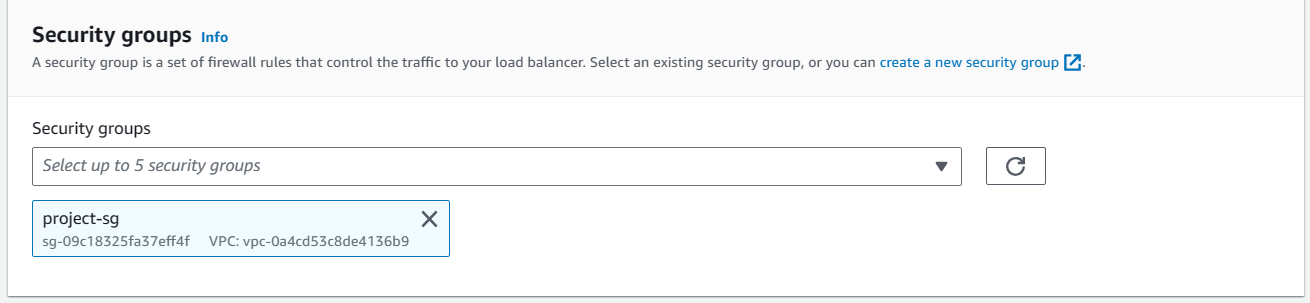 Security groups Info
A security group is a set of firewall rules that control the traffic to your load balancer. Select an existing security group, or you can create a new security group.
Security groups
Select up to 5 security groups
project-sg
sg-09c18325fa37eff4f VPC: vpc-0a4cd53c8de4136b9